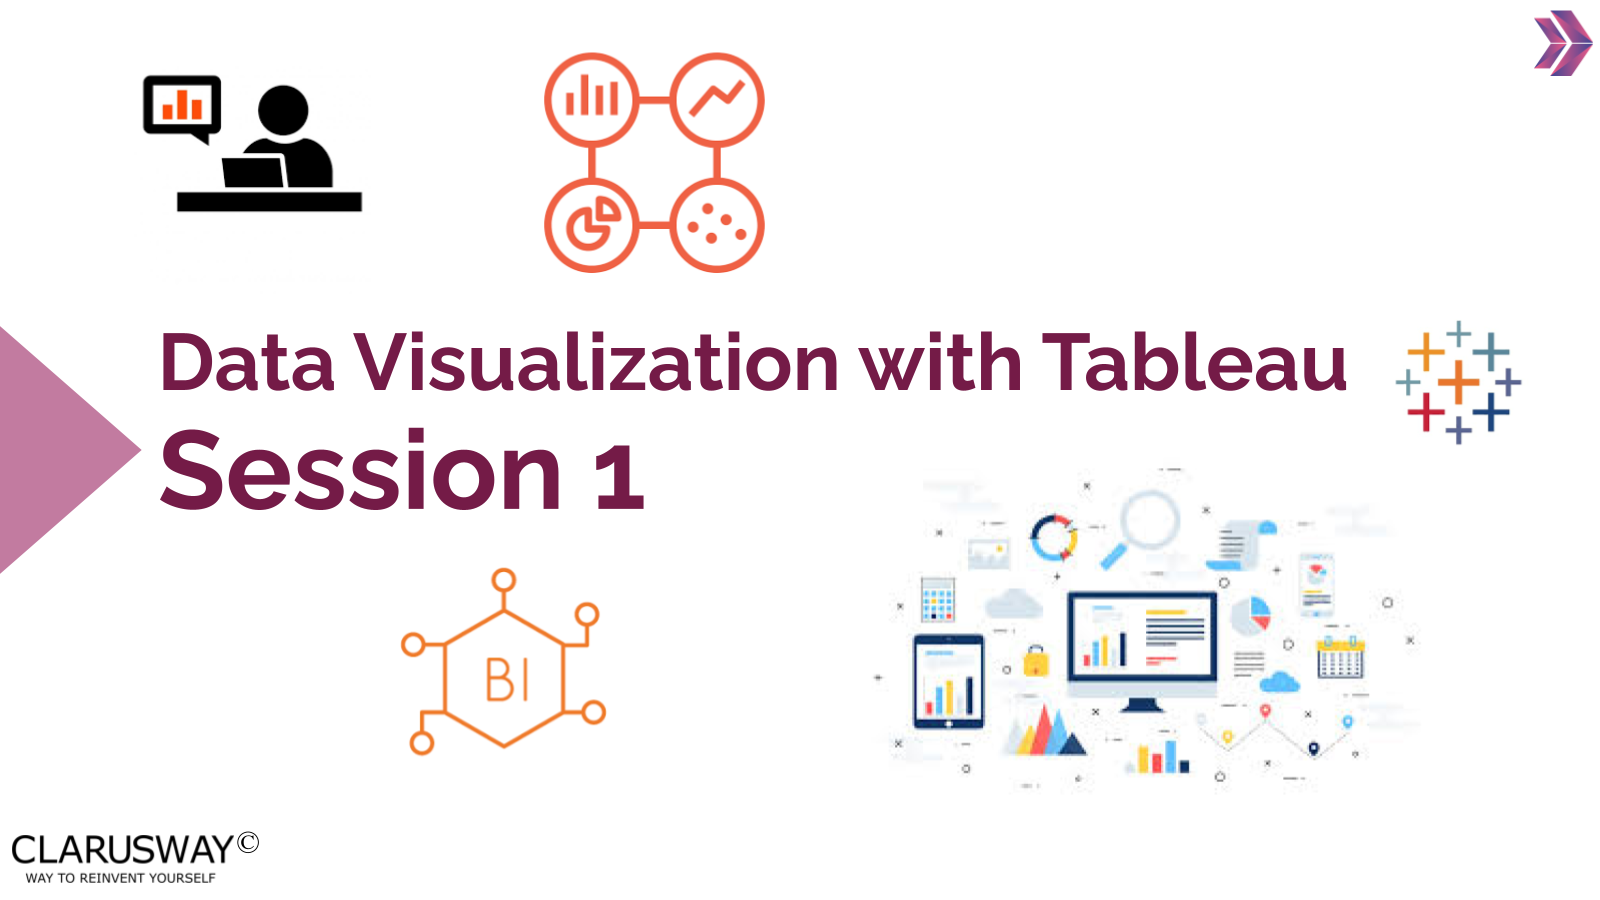 Data Visualization with Tableau
Session 1
BI
CLARUSWAY©
WAY TO REINVENT YOURSELF